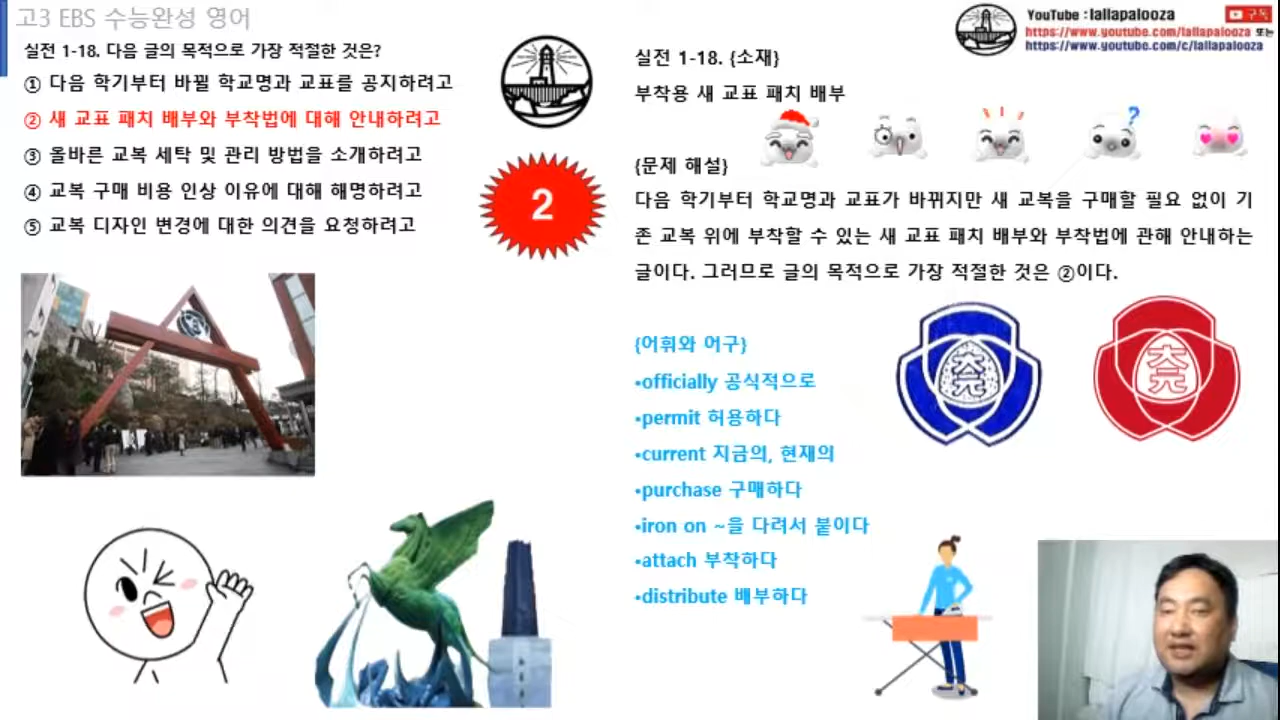 고3 EBS 수능완성 영어
실전 1-18. 다음 글의 목적으로 가장 적절한 것은?
① 다음 학기부터 바뀔 학교명과 교표를 공지하려고
② 새 교표 패치 배부와 부착법에 대해 안내하려고
③ 올바른 교복 세탁 및 관리 방법을 소개하려고
④ 교복 구매 비용 인상 이유에 대해 해명하려고
⑤ 교복 디자인 변경에 대한 의견을 요청하려고
2
YouTube : lallapalooza
구독
https://www.youtube.com/lallapalooza 또는
https://www.youtube.com/c/lallapalooza
실전 1-18. {소재}
부착용 새 교표 패치 배부
{문제 해설}
다음 학기부터 학교명과 교표가 바뀌지만 새 교복을 구매할 필요 없이 기
존 교복 위에 부착할 수 있는 새 교표 패치 배부와 부착법에 관해 안내하는
글이다. 그러므로 글의 목적으로 가장 적절한 것은 ②이다.
{어휘와 어구}
•officially 공식적으로
•permit 허용하다
•current 지금의, 현재의
•purchase 구매하다
•iron on ~을 다려서 붙이다
•attach 부착하다
•distribute 배부하다